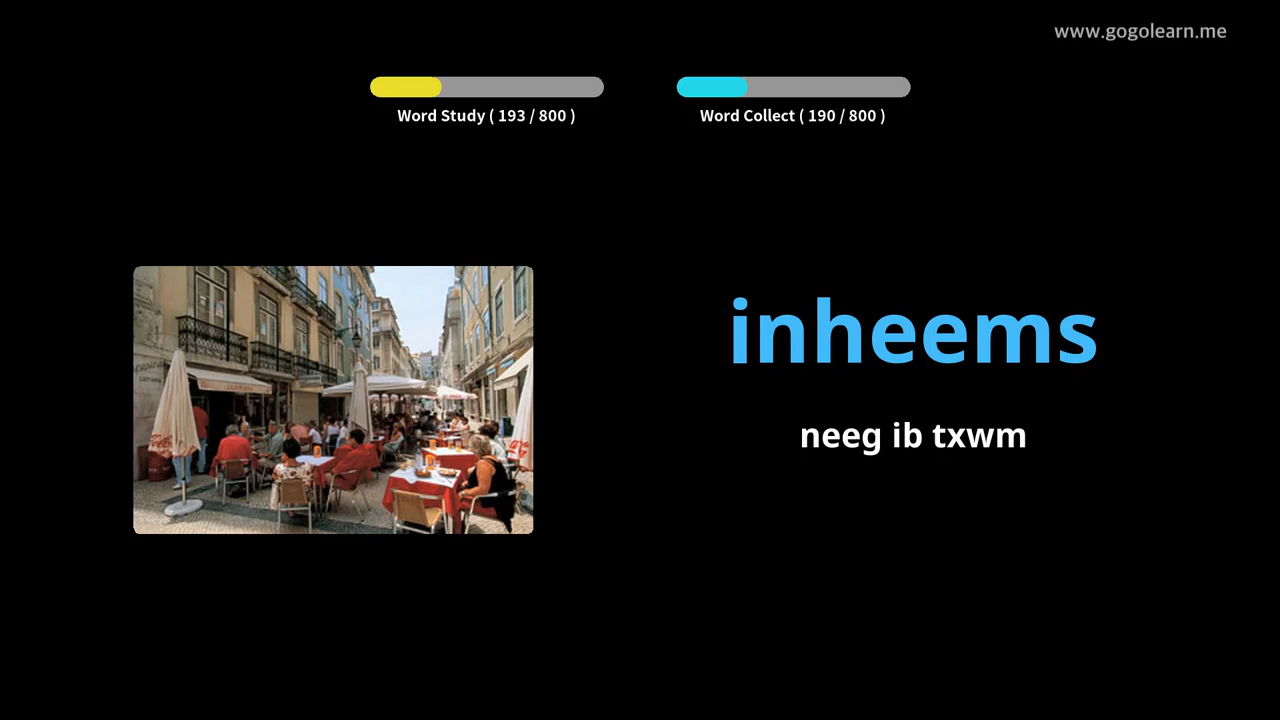 www.gogolearn.me
Word Study ( 193 / 800 )
Word Collect ( 190 / 800 )
inheems
neeg ib txwm